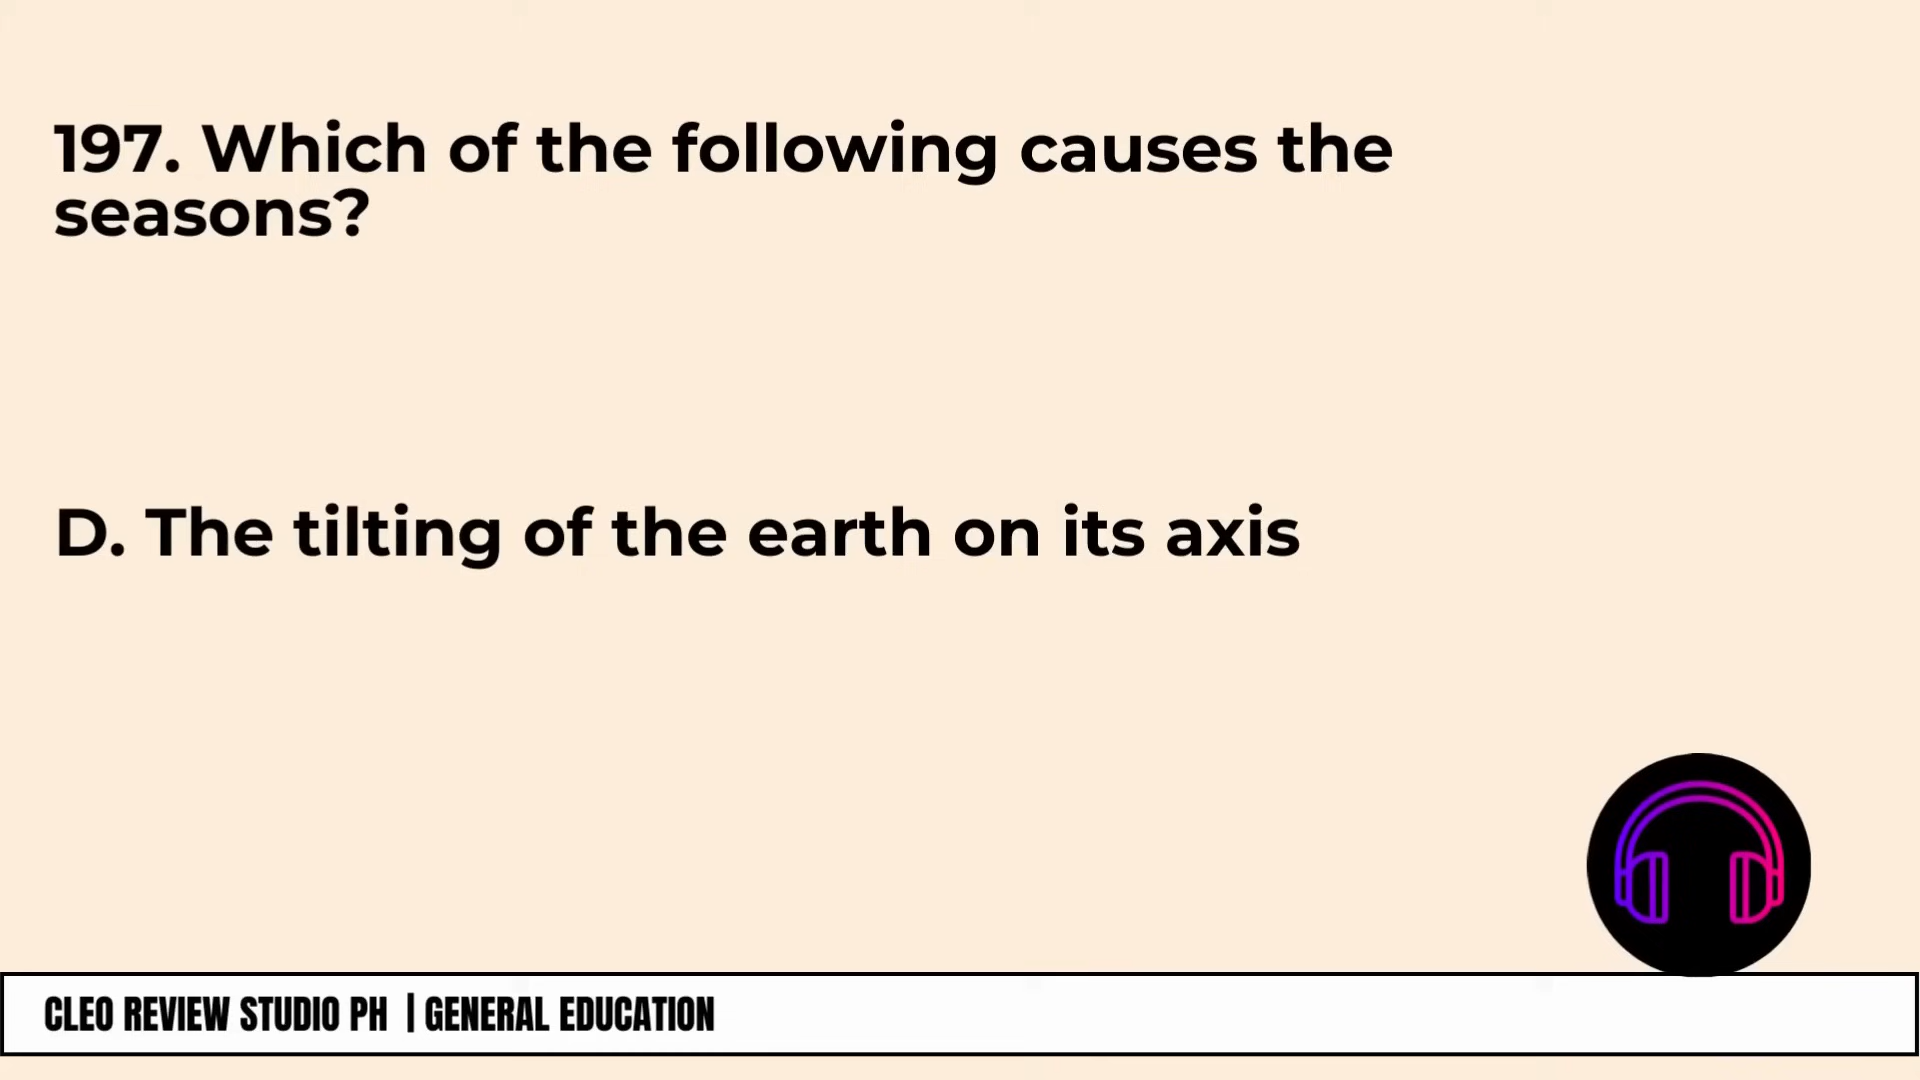 197. Which of the following causes the
seasons?
D. The tilting of the earth on its axis
CLEO REVIEW STUDIO PH | GENERAL EDUCATION